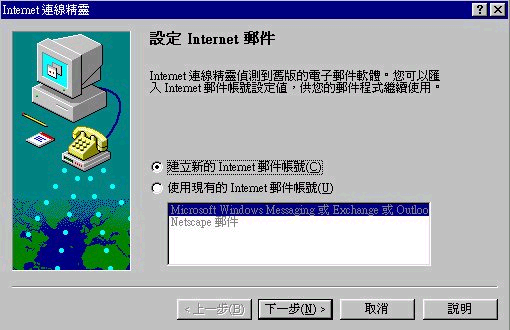 Internet 連線精靈
設定 Internet 郵件
Internet 連線精靈偵測到舊版的電子郵件軟體。您可以匯
入 Internet 郵件帳號設定值，供您的郵件程式繼續使用。
建立新的 Internet 郵件帳號(C)
使用現有的 Internet 郵件帳號(U)
Microsoft Windows Messaging 或 Exchange 或 Outloo
Netscape 郵件
< 上一步(B) 下一步(N) > 取消 說明